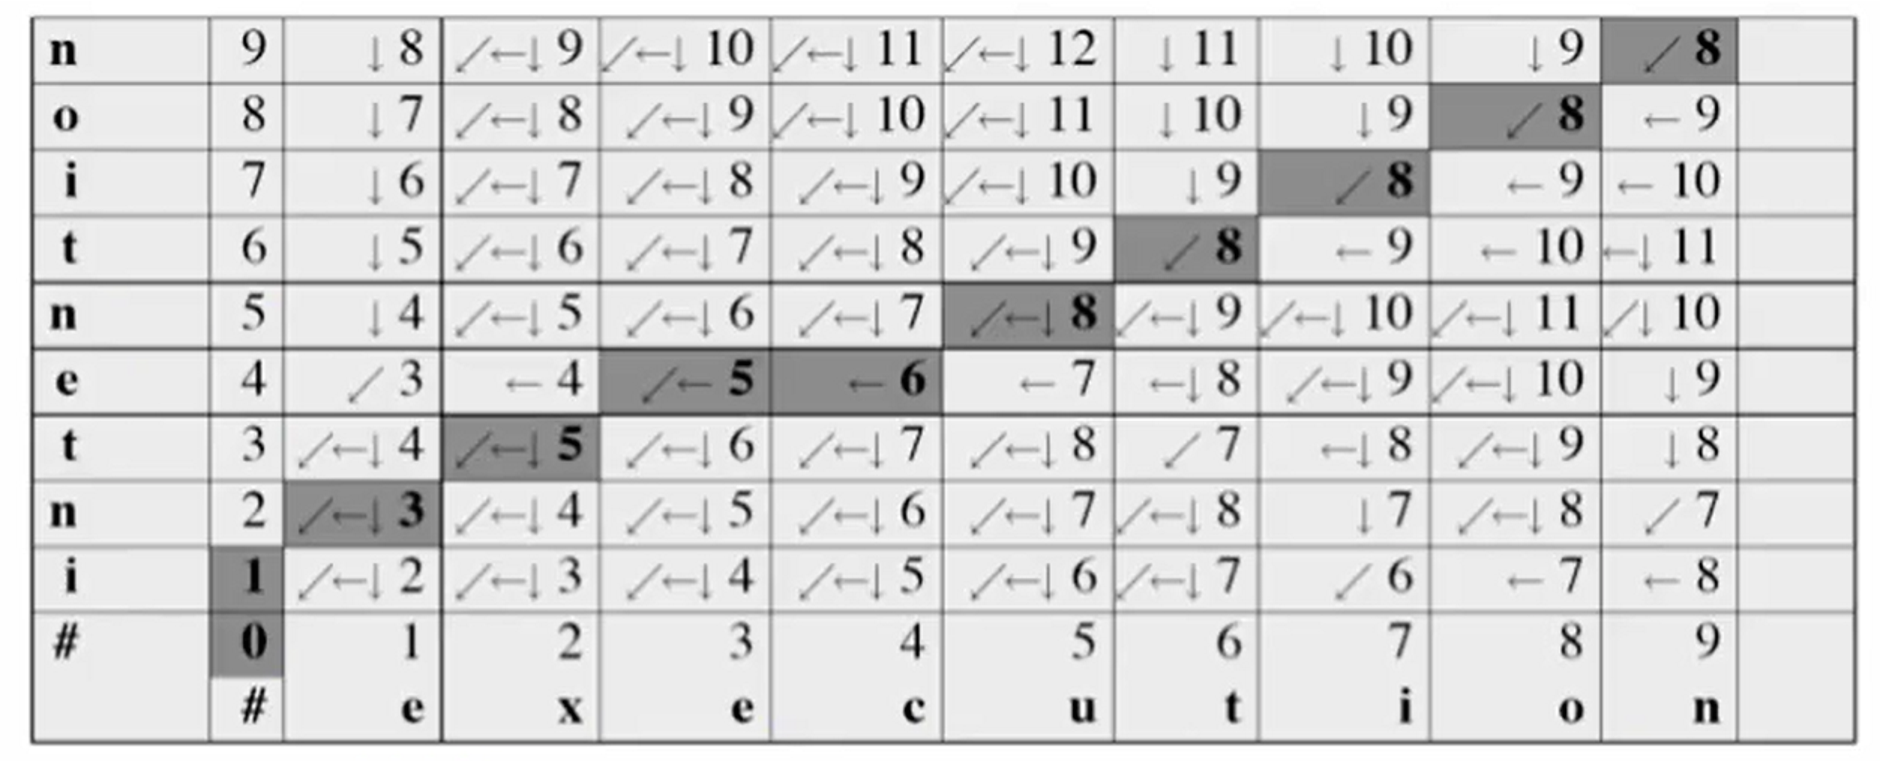 n 9 ↓ 8 ↙←↓ 9 ↙←↓ 10 ↙←↓ 11 ↙←↓ 12 ↓ 11 ↓ 10 ↓ 9 ↙ 8
o 8 ↓ 7 ↙←↓ 8 ↙←↓ 9 ↙←↓ 10 ↙←↓ 11 ↓ 10 ↓ 9 ↙ 8 ← 9
i 7 ↓ 6 ↙←↓ 7 ↙←↓ 8 ↙←↓ 9 ↙←↓ 10 ↓ 9 ↙ 8 ← 9 ← 10
t 6 ↓ 5 ↙←↓ 6 ↙←↓ 7 ↙←↓ 8 ↙←↓ 9 ↙ 8 ← 9 ← 10 ←↓ 11
n 5 ↓ 4 ↙←↓ 5 ↙←↓ 6 ↙←↓ 7 ↙←↓ 8 ↙←↓ 9 ↙←↓ 10 ↙←↓ 11 ↙↓ 10
e 4 ↙ 3 ← 4 ↙← 5 ← 6 ← 7 ←↓ 8 ↙←↓ 9 ↙←↓ 10 ↓ 9
t 3 ↙←↓ 4 ↙←↓ 5 ↙←↓ 6 ↙←↓ 7 ↙←↓ 8 ↙ 7 ←↓ 8 ↙←↓ 9 ↓ 8
n 2 ↙←↓ 3 ↙←↓ 4 ↙←↓ 5 ↙←↓ 6 ↙←↓ 7 ↙←↓ 8 ↓ 7 ↙←↓ 8 ↙ 7
i 1 ↙←↓ 2 ↙←↓ 3 ↙←↓ 4 ↙←↓ 5 ↙←↓ 6 ↙←↓ 7 ↙ 6 ← 7 ← 8
# 0 1 2 3 4 5 6 7 8 9
# e x e c u t i o n